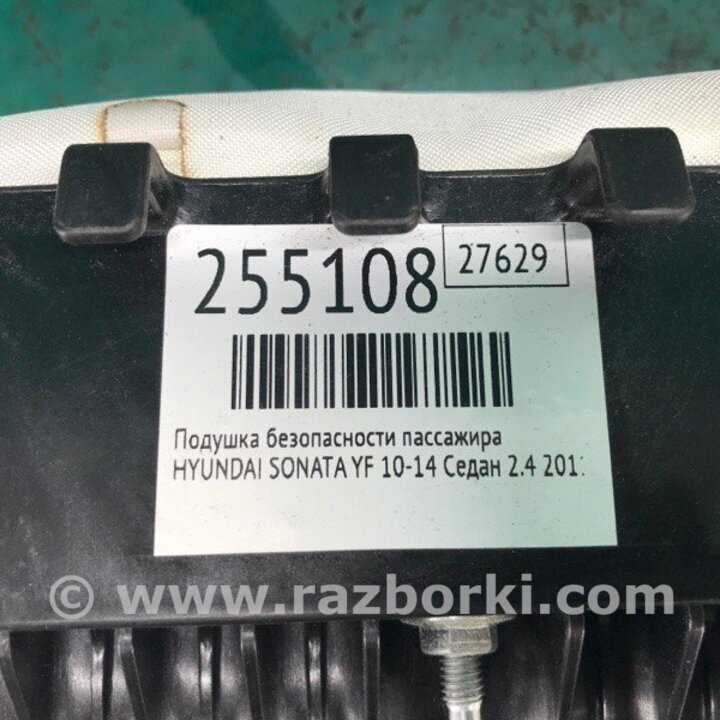 255108
27629
Подушка безопасности пассажира
HYUNDAI SONATA YF 10-14 Седан 2.4
© www.razborki.com